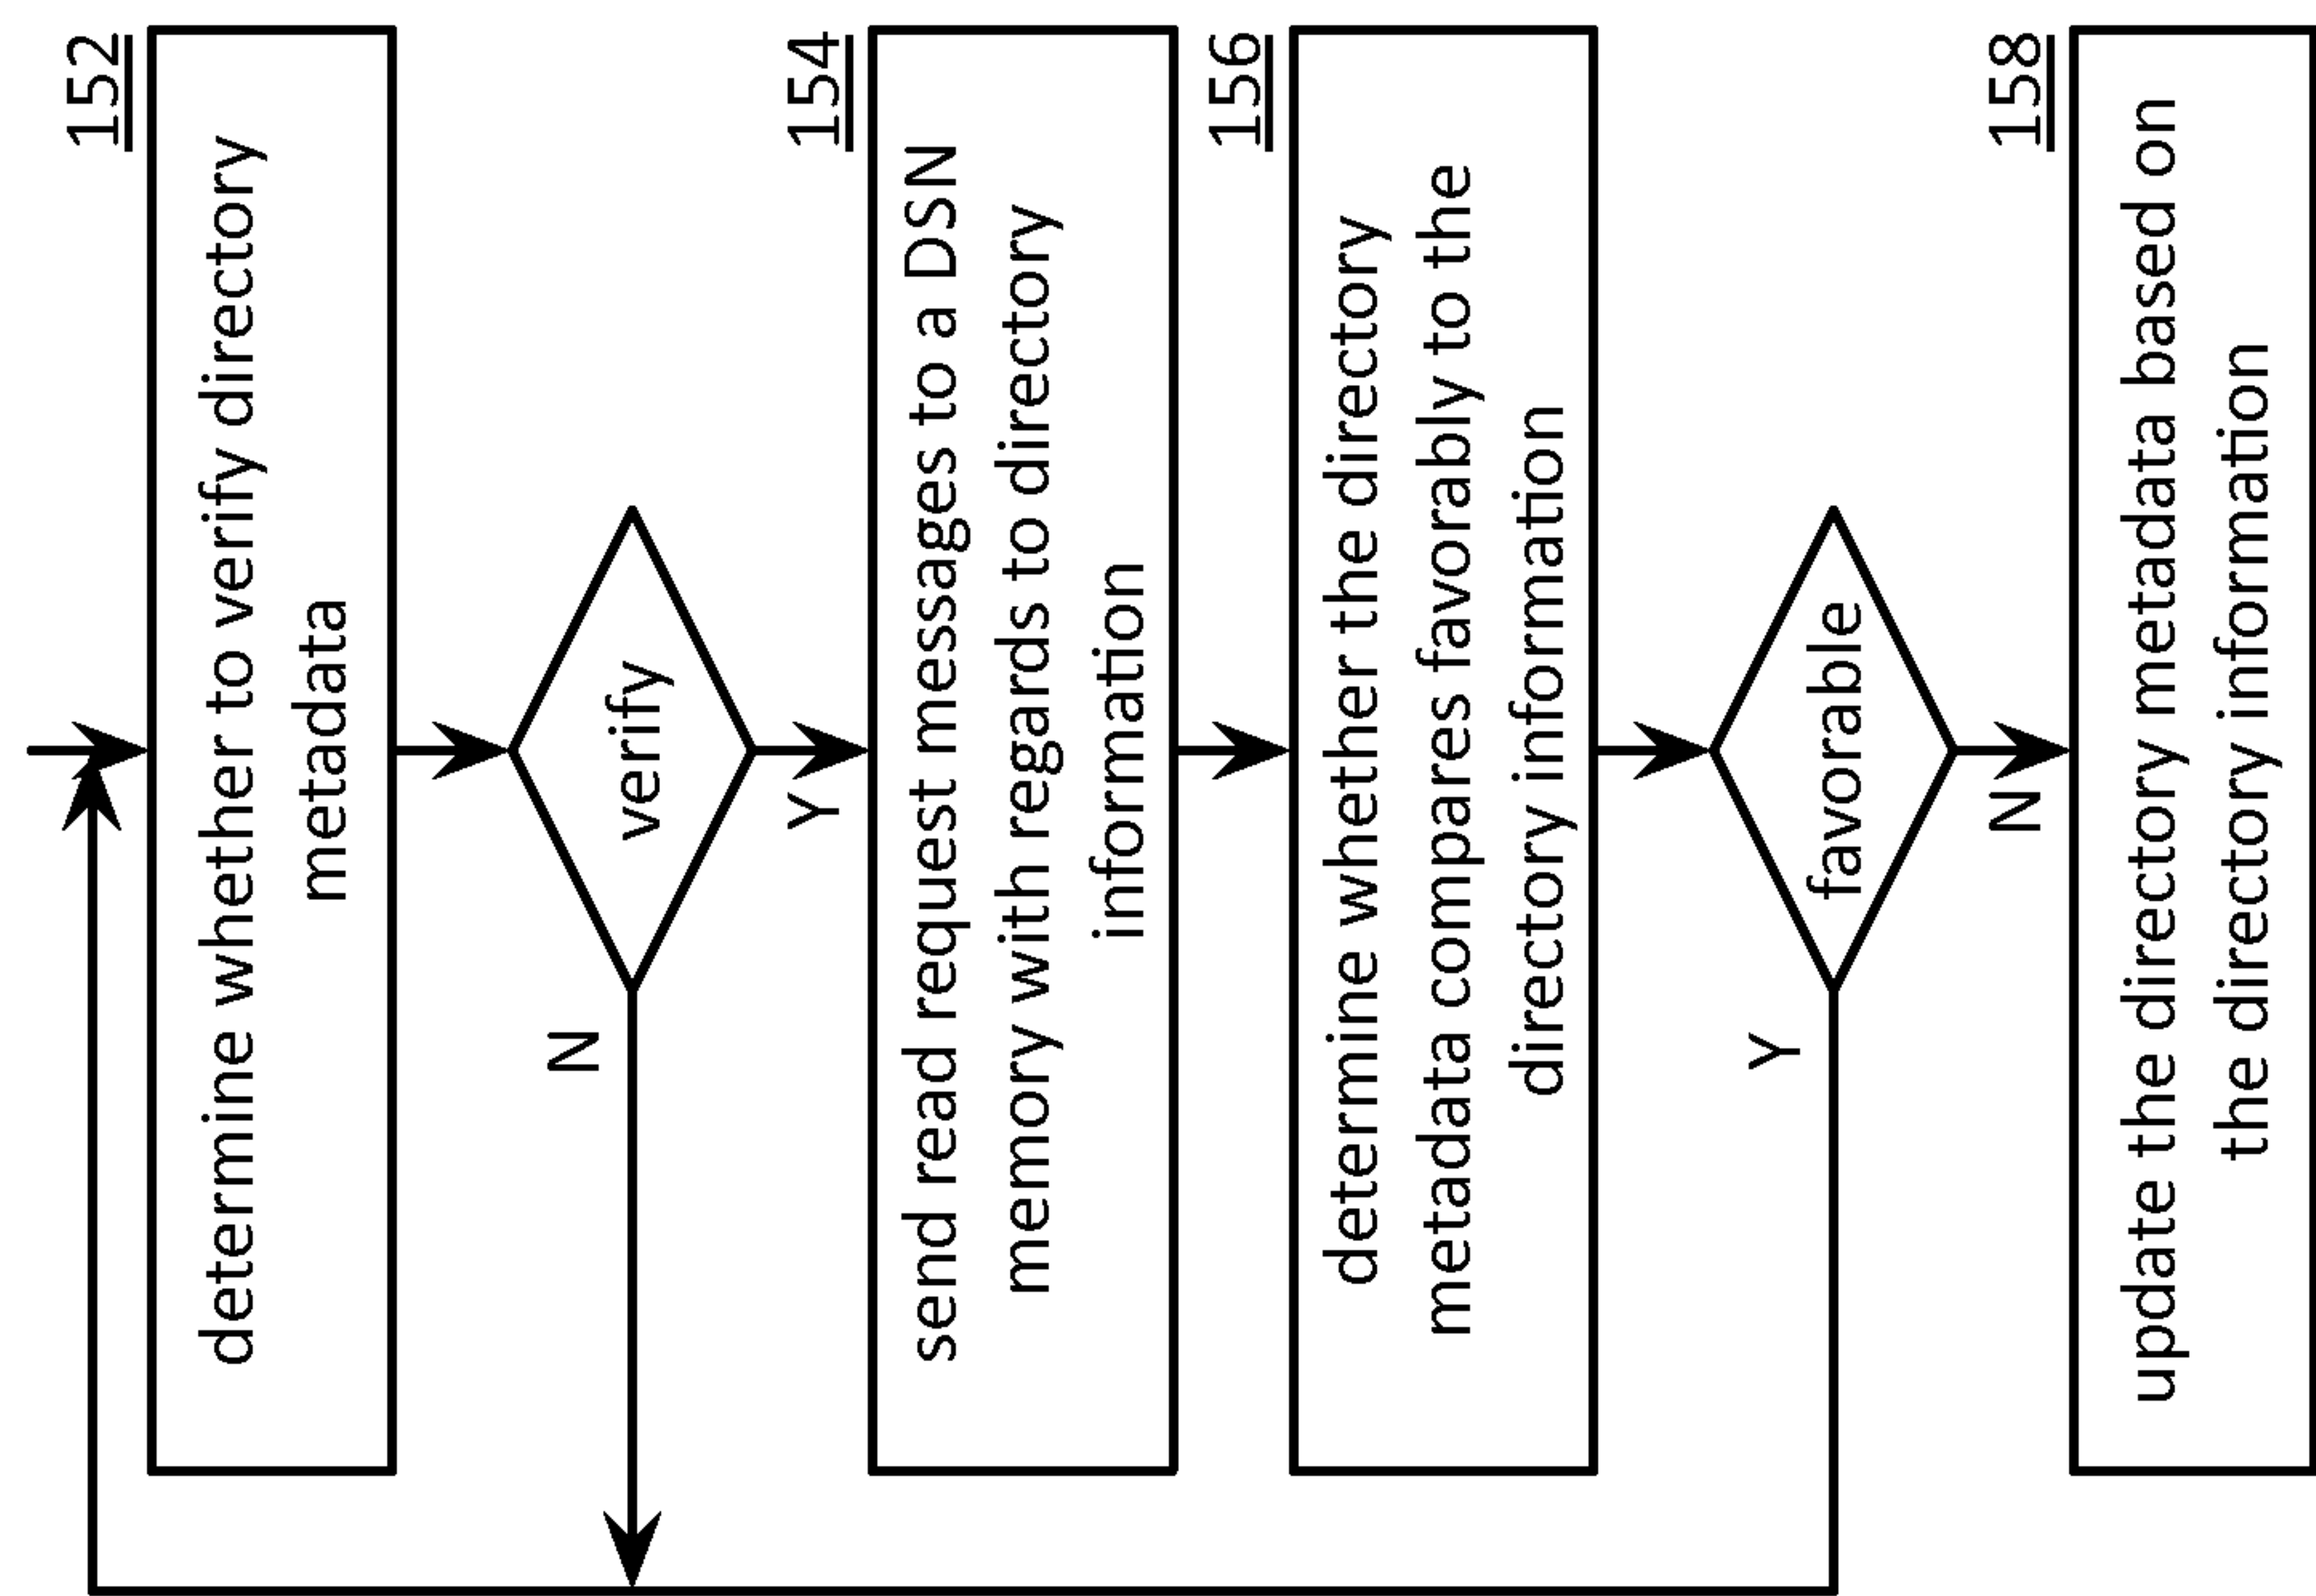 152
determine whether to verify directory
metadata
verify
N
Y
154
send read request messages to a DSN
memory with regards to directory
information
156
determine whether the directory
metadata compares favorably to the
directory information
favorable
Y
N
158
update the directory metadata based on
the directory information